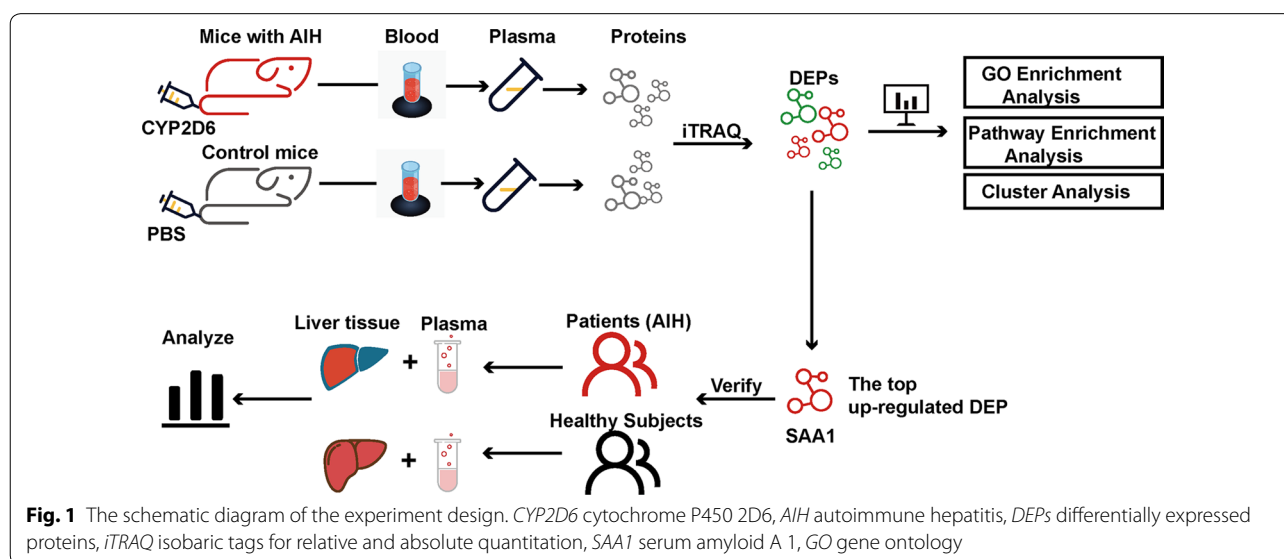 Mice with AIH
Blood
Plasma
Proteins
CYP2D6
Control mice
PBS
iTRAQ
DEPs
GO Enrichment
Analysis
Pathway Enrichment
Analysis
Cluster Analysis
Analyze
Liver tissue
Plasma
Patients (AIH)
+
Verify
SAA1
The top
up-regulated DEP
Healthy Subjects
+
Fig. 1 The schematic diagram of the experiment design. CYP2D6 cytochrome P450 2D6, AIH autoimmune hepatitis, DEPs differentially expressed
proteins, iTRAQ isobaric tags for relative and absolute quantitation, SAA1 serum amyloid A 1, GO gene ontology